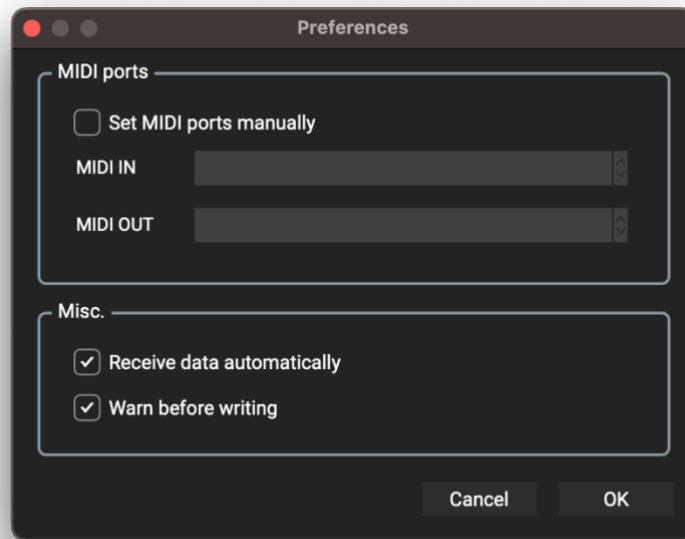 Preferences
MIDI ports
Set MIDI ports manually
MIDI IN
MIDI OUT
Misc.
Receive data automatically
Warn before writing
Cancel OK